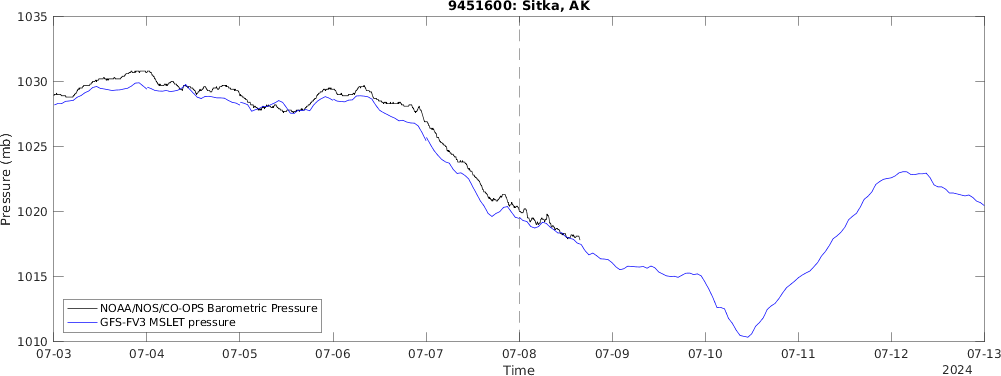 9451600: Sitka, AK
1035
1030
1025
1020
1015
1010
Pressure (mb)
NOAA/NOS/CO-OPS Barometric Pressure
GFS-FV3 MSLET pressure
07-03 07-04 07-05 07-06 07-07 07-08 07-09 07-10 07-11 07-12 07-13
Time
2024